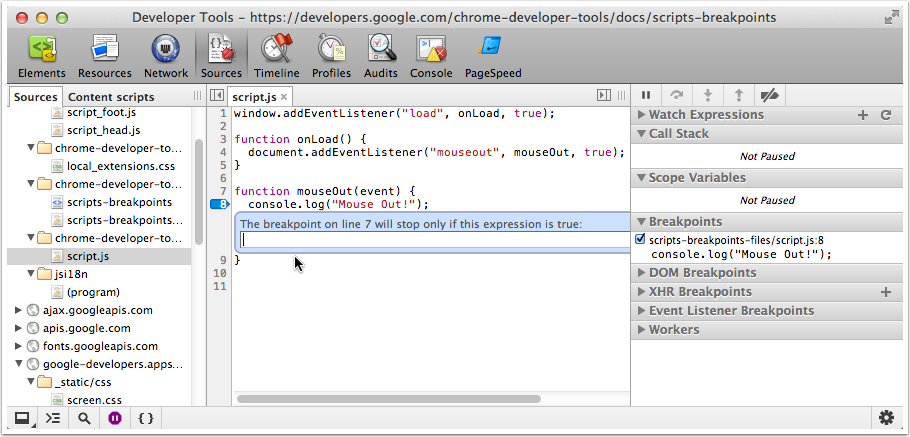 Developer Tools - https://developers.google.com/chrome-developer-tools/docs/scripts-breakpoints
Elements Resources Network Sources Timeline Profiles Audits Console PageSpeed
Sources Content scripts
script_foot.js
script_head.js
chrome-developer-to...
local_extensions.css
chrome-developer-to...
scripts-breakpoints
scripts-breakpoints...
chrome-developer-to...
script.js
jsi18n
(program)
ajax.googleapis.com
apis.google.com
fonts.googleapis.com
google-developers.apps...
_static/css
screen.css
script.js ×
1 window.addEventListener("load", onLoad, true);
2
3 function onLoad() {
4 document.addEventListener("mouseout", mouseOut, true);
5 }
6
7 function mouseOut(event) {
8 console.log("Mouse Out!");
The breakpoint on line 7 will stop only if this expression is true:
9 }
10
11
Watch Expressions
Call Stack
Not Paused
Scope Variables
Not Paused
Breakpoints
scripts-breakpoints-files/script.js:8
console.log("Mouse Out!");
DOM Breakpoints
XHR Breakpoints
Event Listener Breakpoints
Workers
{ }